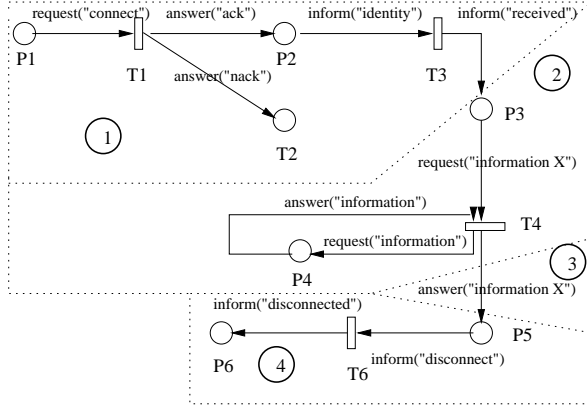 request("connect")
answer("ack")
inform("identity")
inform("received")
P1
T1
P2
T3
answer("nack")
2
1
T2
P3
request("information X")
answer("information")
T4
request("information")
P4
3
answer("information X")
inform("disconnected")
P6
4
T6
inform("disconnect")
P5